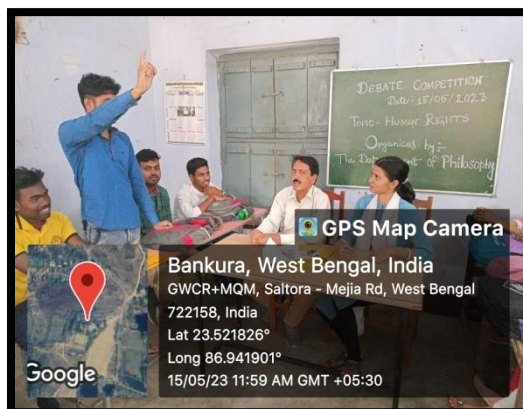 DEBATE COMPETITION
Date - 15/05/2023
TOPIC - HUMAN RIGHTS
Organized by :-
The of Philosophy
GPS Map Camera
Bankura, West Bengal, India
GWCR+MQM, Saltora - Mejia Rd, West Bengal
722158, India
Lat 23.521826°
Long 86.941901°
15/05/23 11:59 AM GMT +05:30
Google